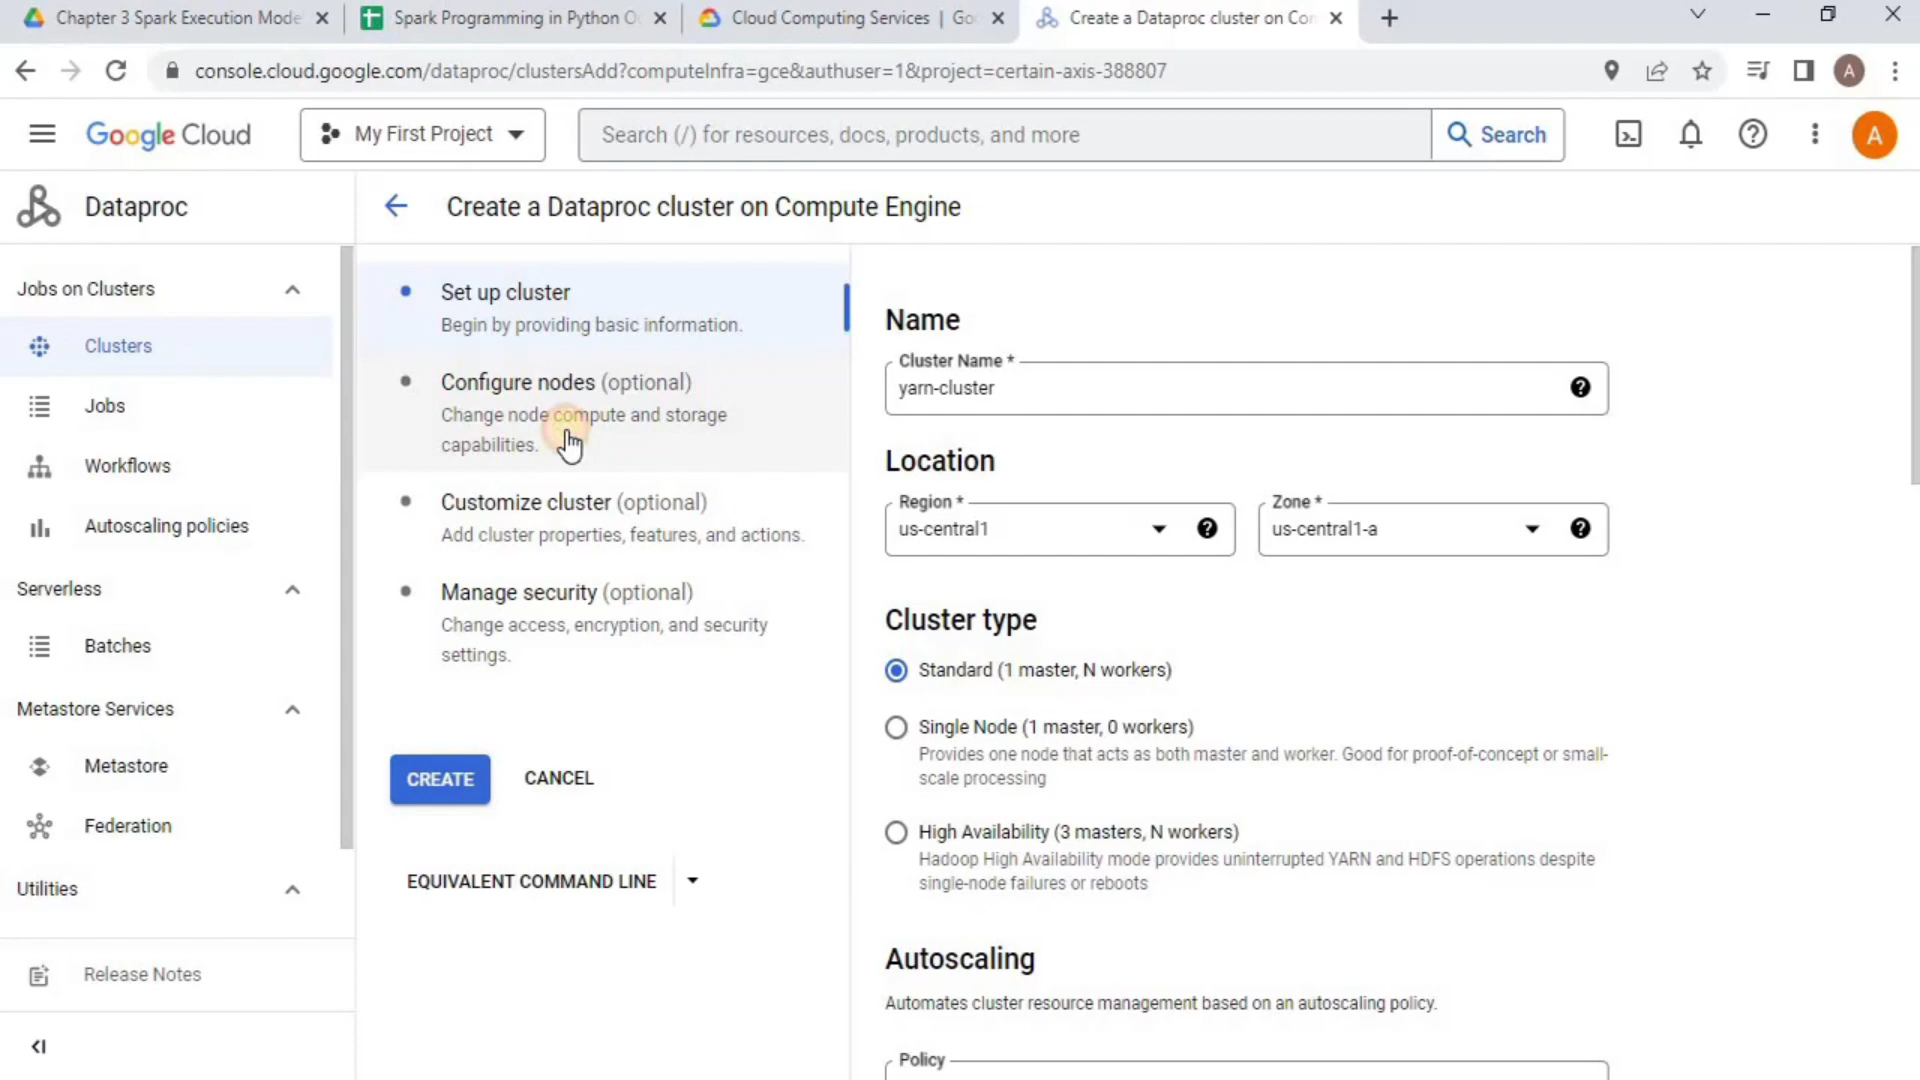 Chapter 3 Spark Execution Mode
Spark Programming in Python O
Cloud Computing Services | Go
Create a Dataproc cluster on Com
console.cloud.google.com/dataproc/clustersAdd?computeInfra=gce&authuser=1&project=certain-axis-388807
A
Google Cloud
My First Project
Search (/) for resources, docs, products, and more
Search
A
Dataproc
Create a Dataproc cluster on Compute Engine
Jobs on Clusters
Clusters
Jobs
Workflows
Autoscaling policies
Serverless
Batches
Metastore Services
Metastore
Federation
Utilities
Release Notes
Set up cluster
Begin by providing basic information.
Configure nodes (optional)
Change node compute and storage
capabilities.
Customize cluster (optional)
Add cluster properties, features, and actions.
Manage security (optional)
Change access, encryption, and security
settings.
CREATE
CANCEL
EQUIVALENT COMMAND LINE
Name
Cluster Name *
yarn-cluster
Location
Region *
us-central1
Zone *
us-central1-a
Cluster type
Standard (1 master, N workers)
Single Node (1 master, 0 workers)
Provides one node that acts as both master and worker. Good for proof-of-concept or small-
scale processing
High Availability (3 masters, N workers)
Hadoop High Availability mode provides uninterrupted YARN and HDFS operations despite
single-node failures or reboots
Autoscaling
Automates cluster resource management based on an autoscaling policy.
Policy